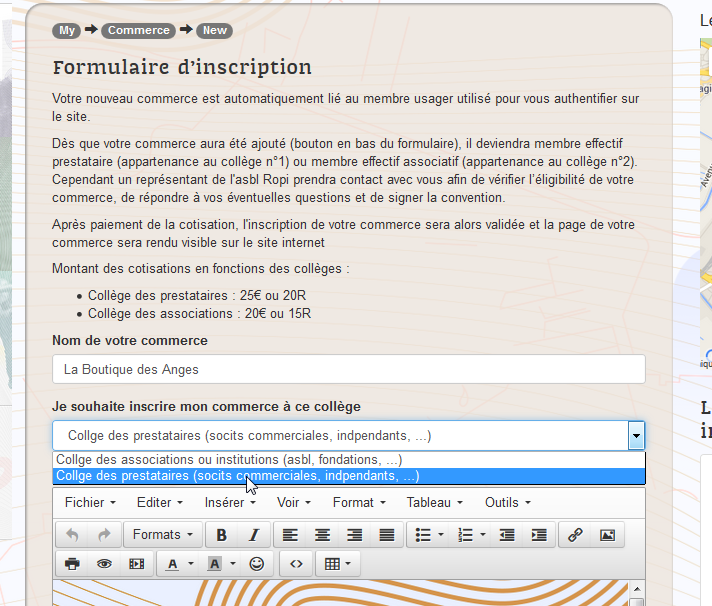 My Commerce New
Formulaire d'inscription
Votre nouveau commerce est automatiquement lié au membre usager utilisé pour vous authentifier sur
le site.
Dès que votre commerce aura été ajouté (bouton en bas du formulaire), il deviendra membre effectif
prestataire (appartenance au collège n°1) ou membre effectif associatif (appartenance au collège n°2).
Cependant un représentant de l'asbl Ropi prendra contact avec vous afin de vérifier l'éligibilité de votre
commerce, de répondre à vos éventuelles questions et de signer la convention.
Après paiement de la cotisation, l'inscription de votre commerce sera alors validée et la page de votre
commerce sera rendu visible sur le site internet
Montant des cotisations en fonctions des collèges :
• Collège des prestataires : 25€ ou 20R
• Collège des associations : 20€ ou 15R
Nom de votre commerce
La Boutique des Anges
Je souhaite inscrire mon commerce à ce collège
Collge des prestataires (socits commerciales, indpendants, ...)
Collge des associations ou institutions (asbl, fondations, ...)
Collge des prestataires (socits commerciales, indpendants, ...)
Fichier Editer Insérer Voir Format Tableau Outils
Formats B I
A A